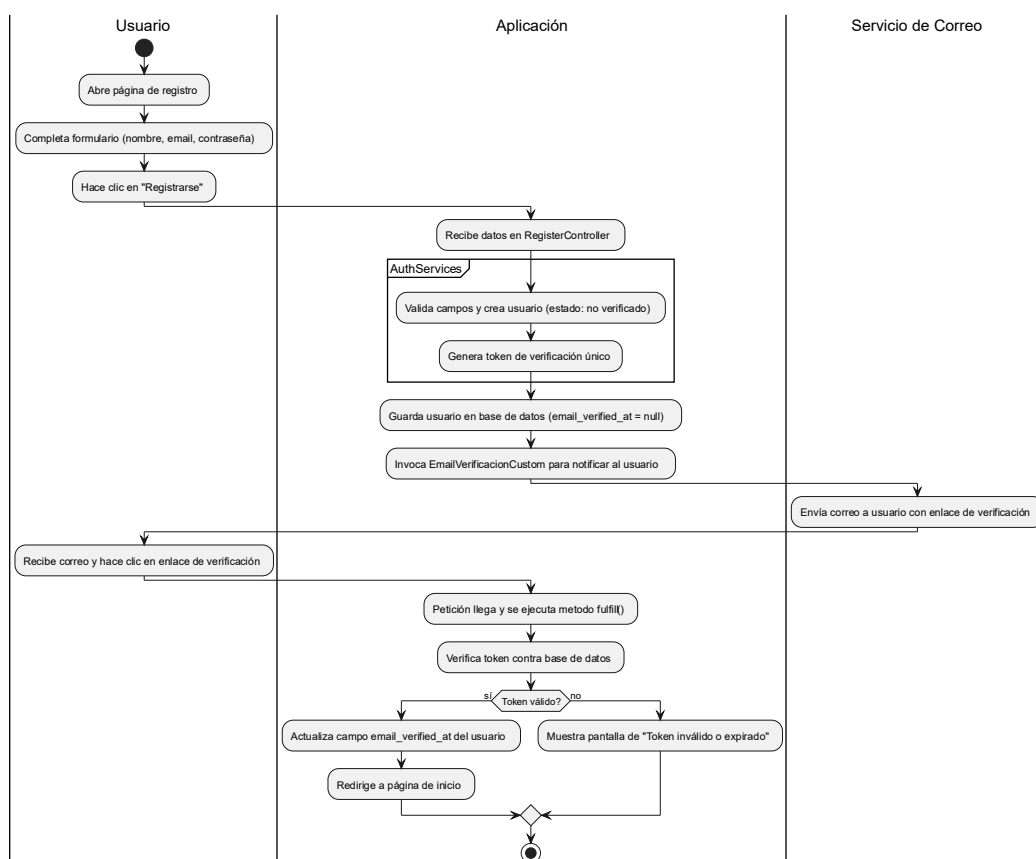 Usuario
Aplicación
Servicio de Correo
Abre página de registro
Completa formulario (nombre, email, contraseña)
Hace clic en "Registrarse"
Recibe datos en RegisterController
AuthServices
Valida campos y crea usuario (estado: no verificado)
Genera token de verificación único
Guarda usuario en base de datos (email_verified_at = null)
Invoca EmailVerificacionCustom para notificar al usuario
Envía correo a usuario con enlace de verificación
Recibe correo y hace clic en enlace de verificación
Petición llega y se ejecuta metodo fulfill()
Verifica token contra base de datos
sí
Token válido?
no
Actualiza campo email_verified_at del usuario
Muestra pantalla de "Token inválido o expirado"
Redirige a página de inicio